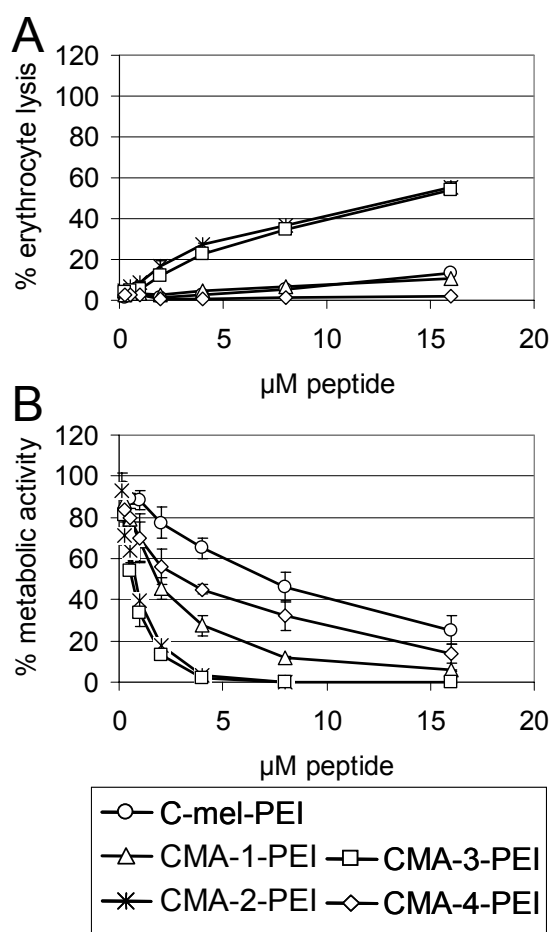 A
% erythrocyte lysis
120
100
80
60
40
20
0
0 5 10 15 20
µM peptide
B
% metabolic activity
120
100
80
60
40
20
0
0 5 10 15 20
µM peptide
C-mel-PEI
CMA-1-PEI CMA-3-PEI
CMA-2-PEI CMA-4-PEI